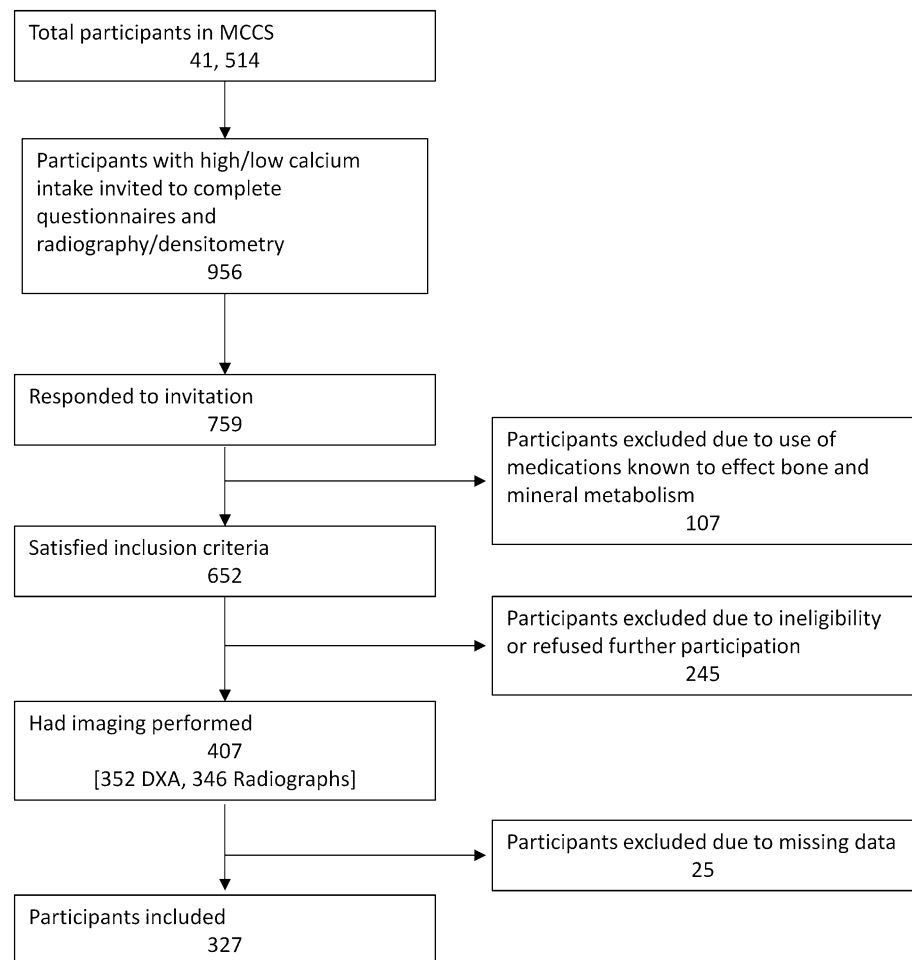 Total participants in MCCS
41, 514
Participants with high/low calcium
intake invited to complete
questionnaires and
radiography/densitometry
956
Responded to invitation
759
Participants excluded due to use of
medications known to effect bone and
mineral metabolism
107
Satisfied inclusion criteria
652
Participants excluded due to ineligibility
or refused further participation
245
Had imaging performed
407
[352 DXA, 346 Radiographs]
Participants excluded due to missing data
25
Participants included
327